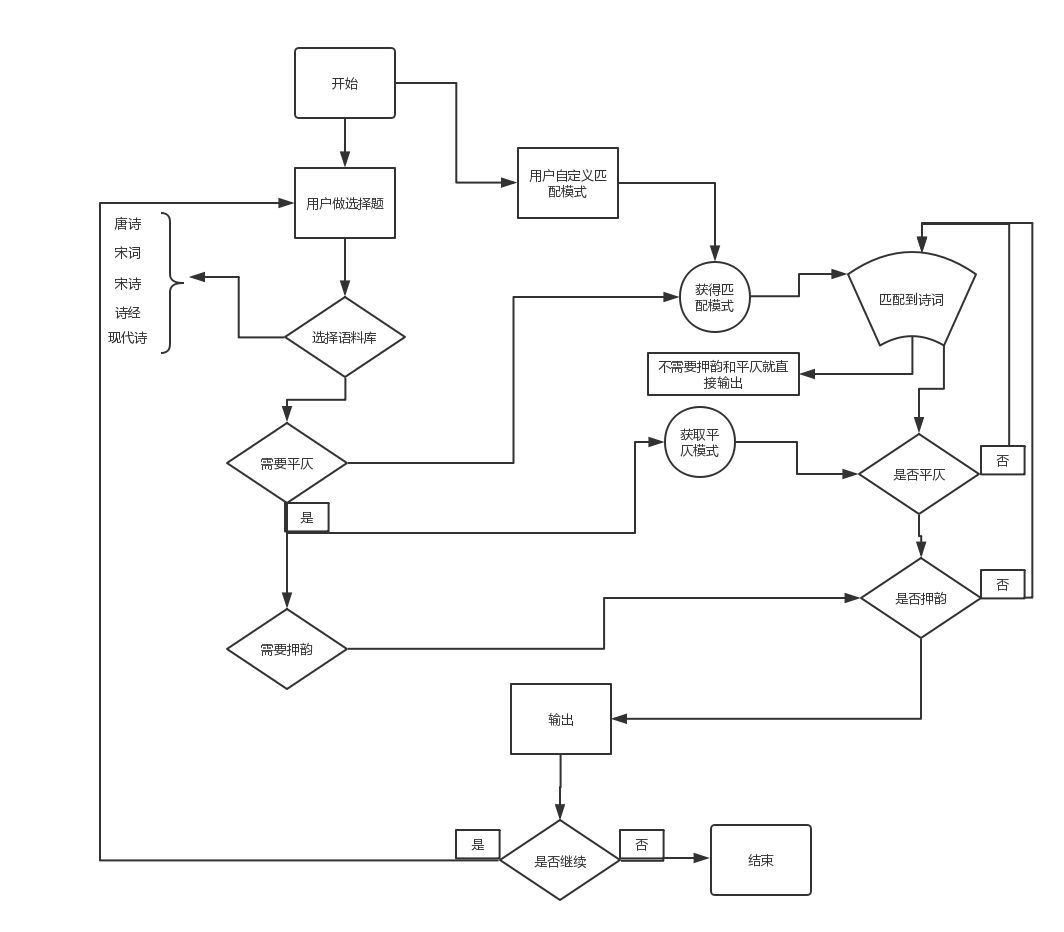 开始
用户自定义匹
配模式
用户做选择题
唐诗
宋词
宋诗
诗经
现代诗
选择语料库
获得匹
配模式
匹配到诗词
不需要押韵和平仄就直
接输出
需要平仄
是
获取平
仄模式
是否平仄
否
是否押韵
否
需要押韵
输出
是
是否继续
否
结束